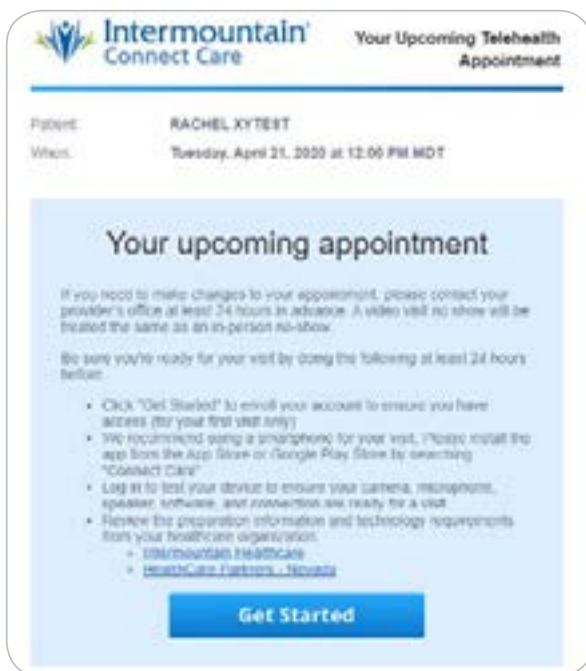 Intermountain®
Connect Care
Your Upcoming Telehealth
Appointment
Patient: RACHEL XYTEST
When: Tuesday, April 21, 2020 at 12:00 PM MDT
Your upcoming appointment
If you need to make changes to your appointment, please contact your
provider's office at least 24 hours in advance. A video visit no show will be
treated the same as an in-person no-show.
Be sure you're ready for your visit by doing the following at least 24 hours
before:
• Click "Get Started" to enroll your account to ensure you have
access (for your first visit only)
• We recommend using a smartphone for your visit. Please install the
app from the App Store or Google Play Store by searching
"Connect Care"
• Log in to test your device to ensure your camera, microphone,
speaker, software, and connection are ready for a visit
• Review the preparation information and technology requirements
from your healthcare organization.
• Intermountain Healthcare
• HealthCare Partners - Nevada
Get Started